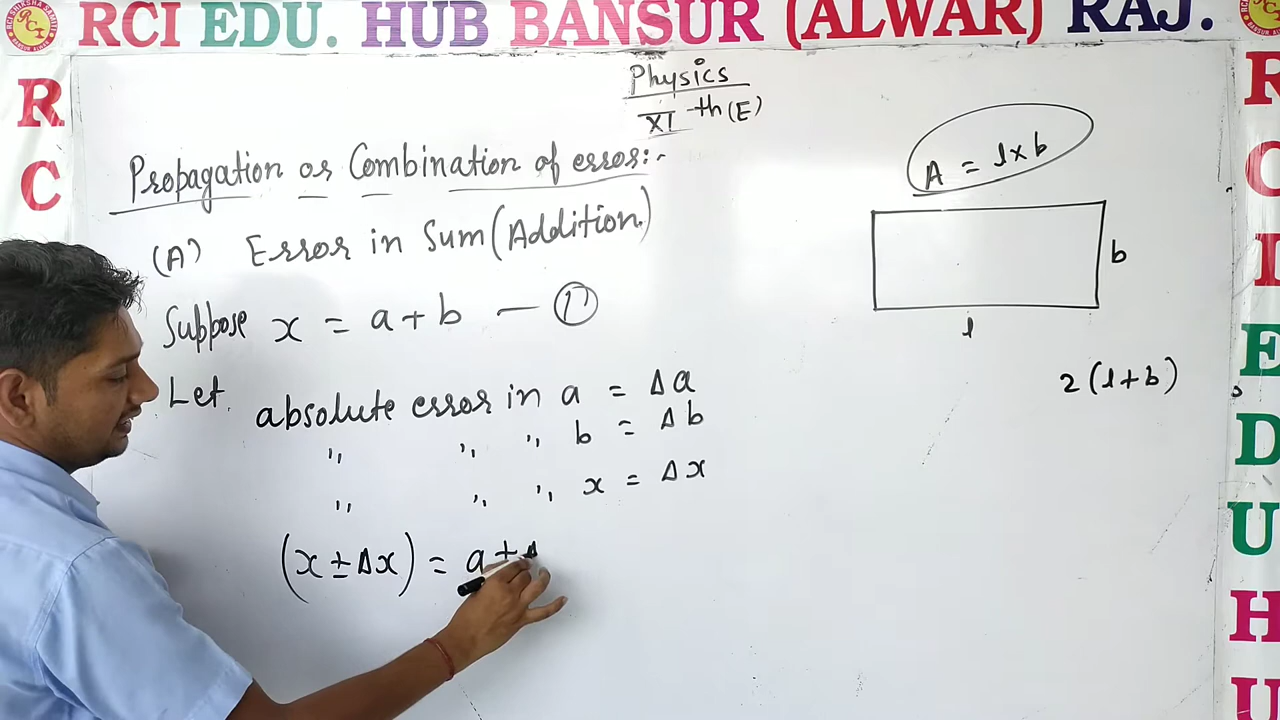 RCI EDU. HUB BANSUR (ALWAR) RAJ.
R
C
R
C
I
E
D
U
H
U
Physics
XI -th (E)
Propagation or Combination of error:-
(A) Error in Sum (Addition)
Suppose x = a + b — (1)
Let absolute error in a = Δa
" " " b = Δb
" " " x = Δx
(x ± Δx) = a ± Δ
A = l × b
b
l
2 (l + b)